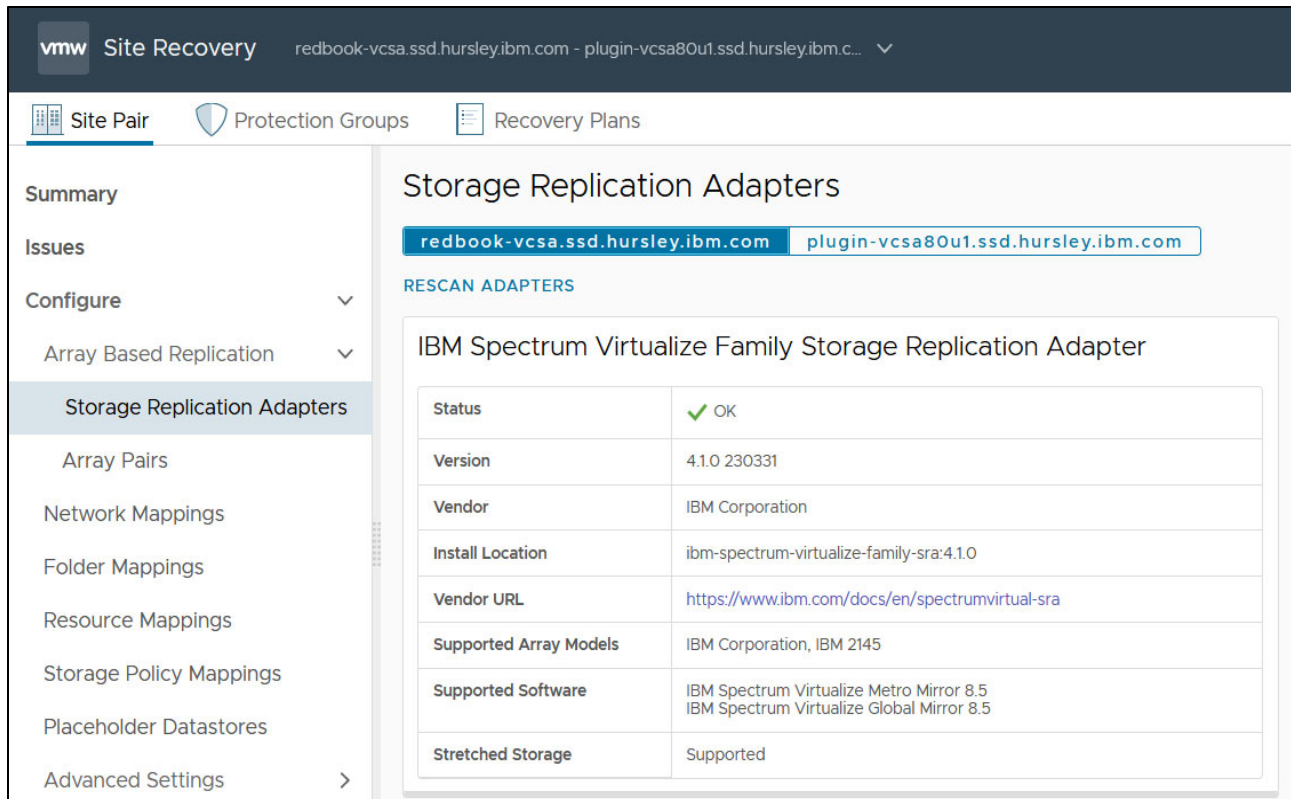 vmw Site Recovery redbook-vcsa.ssd.hursley.ibm.com - plugin-vcsa80u1.ssd.hursley.ibm.c...
Site Pair Protection Groups Recovery Plans
Summary
Issues
Configure
Array Based Replication
Storage Replication Adapters
Array Pairs
Network Mappings
Folder Mappings
Resource Mappings
Storage Policy Mappings
Placeholder Datastores
Advanced Settings
Storage Replication Adapters
redbook-vcsa.ssd.hursley.ibm.com plugin-vcsa80u1.ssd.hursley.ibm.com
RESCAN ADAPTERS
IBM Spectrum Virtualize Family Storage Replication Adapter
Status OK
Version 4.1.0 230331
Vendor IBM Corporation
Install Location ibm-spectrum-virtualize-family-sra:4.1.0
Vendor URL https://www.ibm.com/docs/en/spectrumvirtual-sra
Supported Array Models IBM Corporation, IBM 2145
Supported Software IBM Spectrum Virtualize Metro Mirror 8.5
IBM Spectrum Virtualize Global Mirror 8.5
Stretched Storage Supported